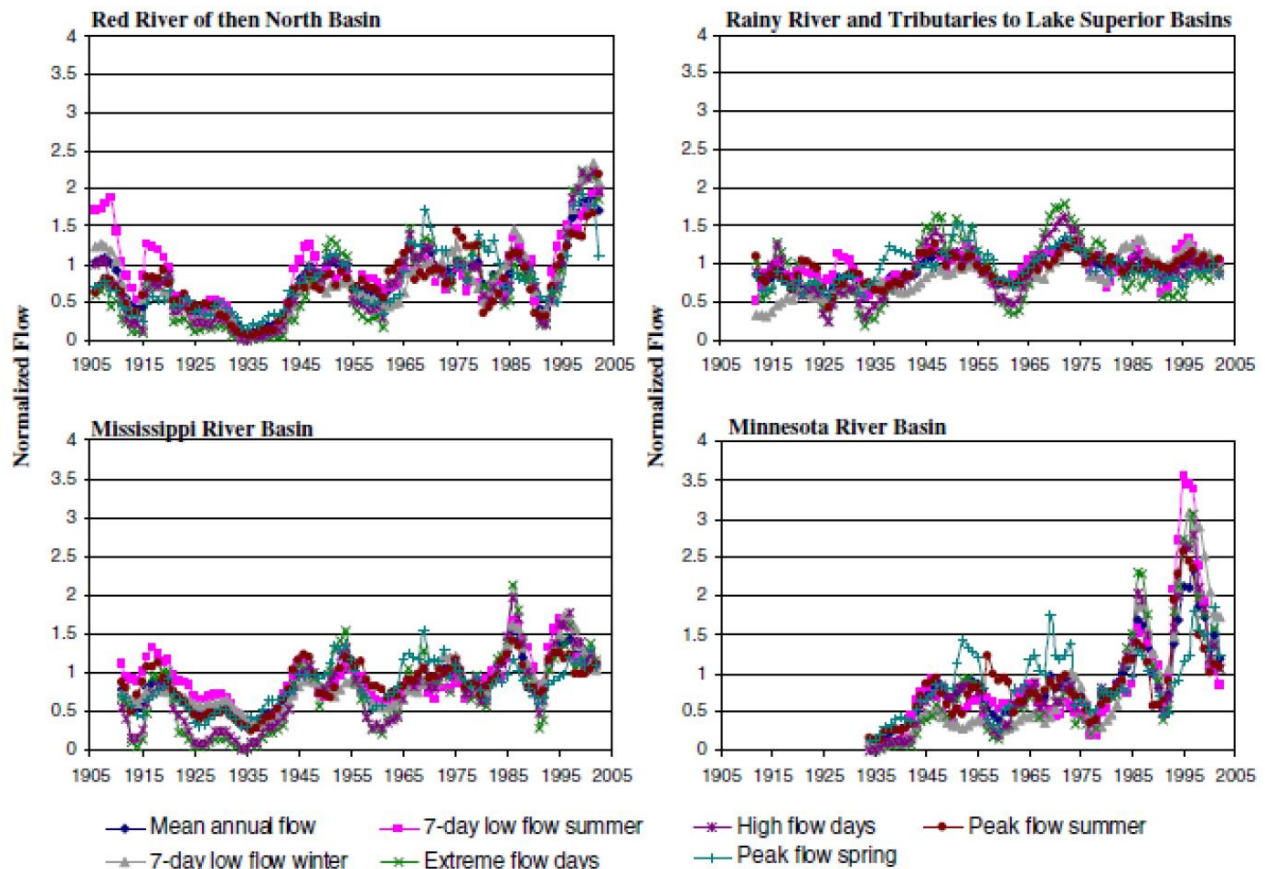 Red River of then North Basin
Rainy River and Tributaries to Lake Superior Basins
4
3.5
3
2.5
2
1.5
1
0.5
0
1905 1915 1925 1935 1945 1955 1965 1975 1985 1995 2005
4
3.5
3
2.5
2
1.5
1
0.5
0
1905 1915 1925 1935 1945 1955 1965 1975 1985 1995 2005
Normalized Flow
Normalized Flow
Mississippi River Basin
Minnesota River Basin
4
3.5
3
2.5
2
1.5
1
0.5
0
1905 1915 1925 1935 1945 1955 1965 1975 1985 1995 2005
4
3.5
3
2.5
2
1.5
1
0.5
0
1905 1915 1925 1935 1945 1955 1965 1975 1985 1995 2005
Mean annual flow
7-day low flow summer
High flow days
Peak flow summer
7-day low flow winter
Extreme flow days
Peak flow spring